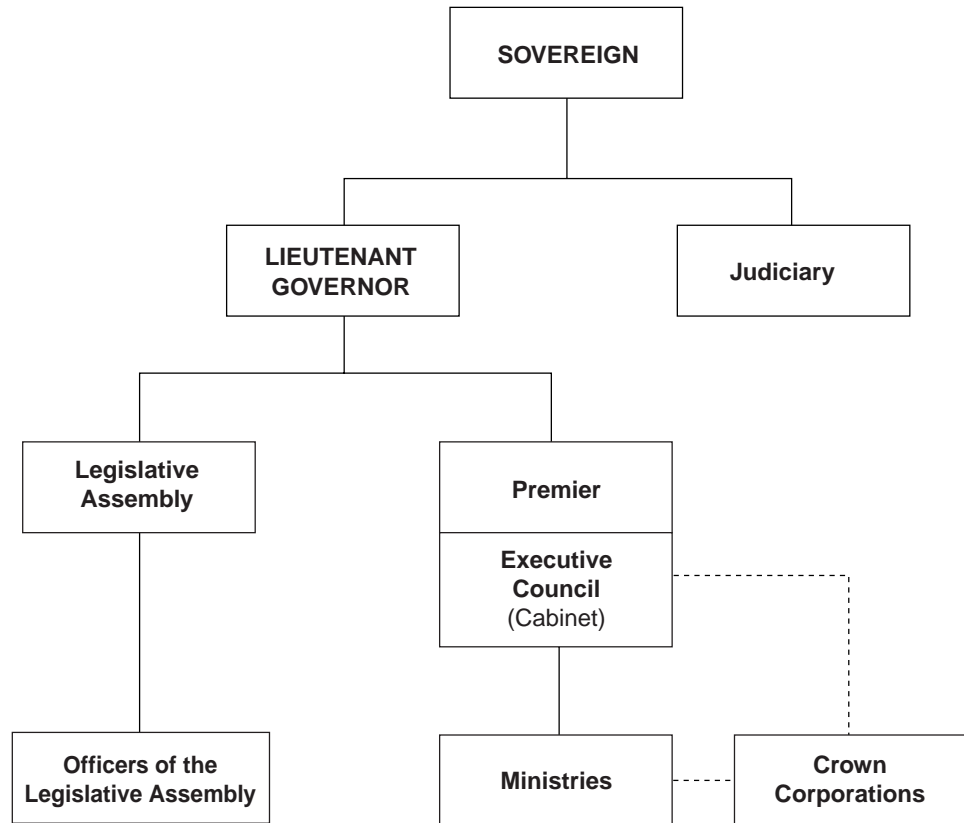 SOVEREIGN
LIEUTENANT
GOVERNOR
Judiciary
Legislative
Assembly
Premier
Executive
Council
(Cabinet)
Officers of the
Legislative Assembly
Ministries
Crown
Corporations